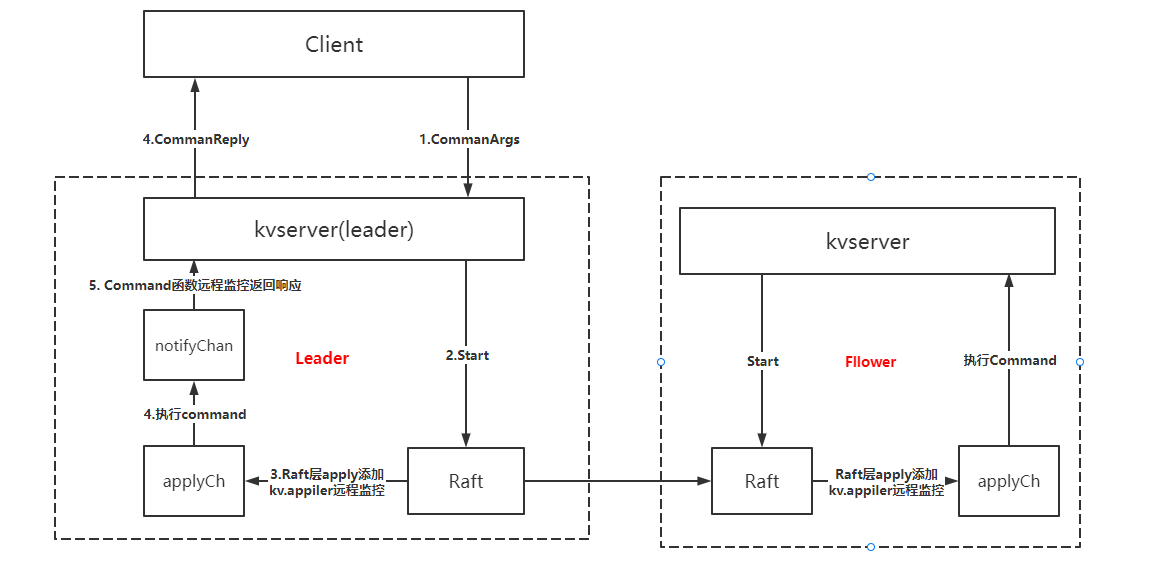 Client
4.CommanReply
1.CommanArgs
kvserver(leader)
5. Command函数远程监控返回响应
notifyChan
Leader
2.Start
4.执行command
applyCh
3.Raft层apply添加
kv.appiler远程监控
Raft
kvserver
Start
Fllower
执行Command
Raft
Raft层apply添加
kv.appiler远程监控
applyCh